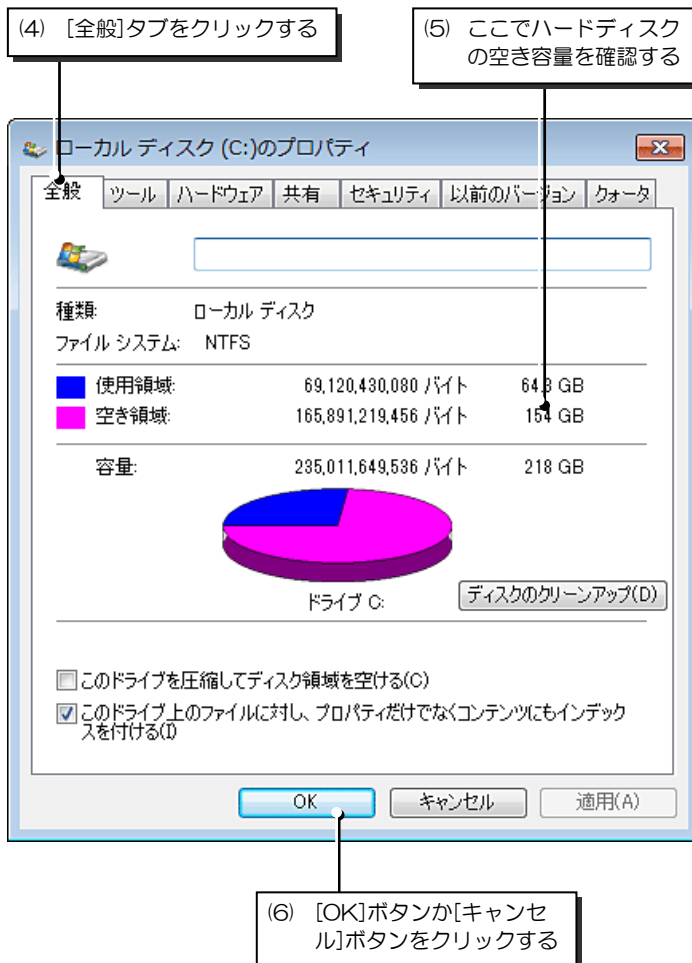 (4) [全般]タブをクリックする
(5) ここでハードディスク
の空き容量を確認する
ローカル ディスク (C:)のプロパティ
全般 ツール ハードウェア 共有 セキュリティ 以前のバージョン クォータ
種類: ローカル ディスク
ファイル システム: NTFS
使用領域: 69,120,430,080 バイト 64.3 GB
空き領域: 165,891,219,456 バイト 154 GB
容量: 235,011,649,536 バイト 218 GB
ドライブ C:
ディスクのクリーンアップ(D)
このドライブを圧縮してディスク領域を空ける(C)
このドライブ上のファイルに対し、プロパティだけでなくコンテンツにもインデック
スを付ける(I)
OK キャンセル 適用(A)
(6) [OK]ボタンか[キャンセ
ル]ボタンをクリックする